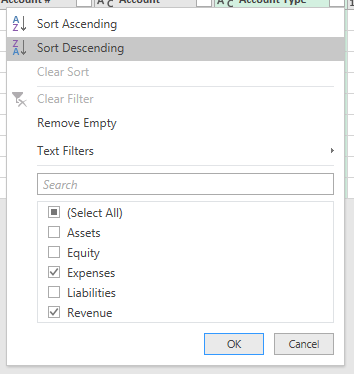 Account #
A C Account
A C Account Type
1
A Z Sort Ascending
Z A Sort Descending
Clear Sort
Clear Filter
Remove Empty
Text Filters
Search
(Select All)
Assets
Equity
Expenses
Liabilities
Revenue
OK Cancel